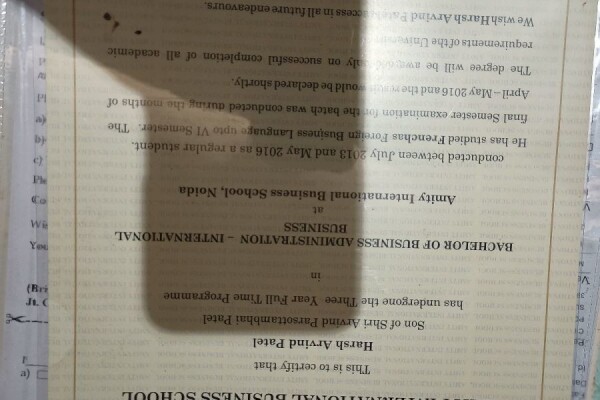 INTERNATIONAL BUSINESS SCHOOL
This is to certify that
Harsh Arvind Patel
Son of Shri Arvind Parsottambhai Patel
has undergone the Three Year Full Time Programme
in
BACHELOR OF BUSINESS ADMINISTRATION – INTERNATIONAL
BUSINESS
at
Amity International Business School, Noida
conducted between July 2013 and May 2016 as a regular student.
He has studied Frenchas Foreign Business Language upto VI Semester. The
final Semester examination for the batch was conducted during the months of
April – May 2016 and the would be declared shortly.
The degree will be only on successful completion of all academic
requirements of the
We wish Harsh Arvind Patel success in all future endeavours.